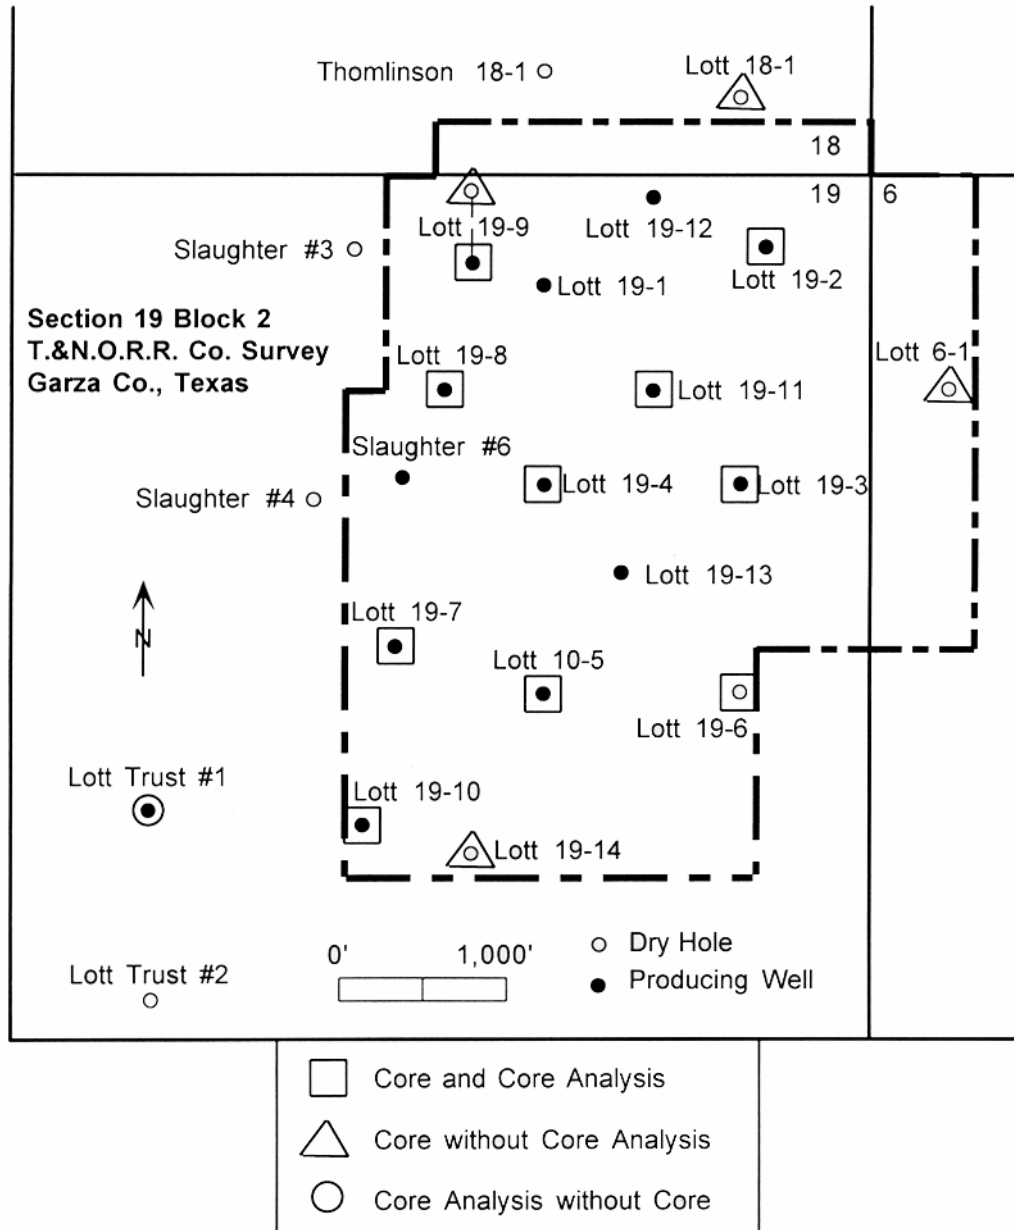 Thomlinson 18-1
Lott 18-1
18
19
6
Lott 19-9
Lott 19-12
Slaughter #3
Lott 19-2
Lott 19-1
Section 19 Block 2
T.&N.O.R.R. Co. Survey
Garza Co., Texas
Lott 19-8
Lott 6-1
Lott 19-11
Slaughter #6
Lott 19-4
Lott 19-3
Slaughter #4
Lott 19-13
N
Lott 19-7
Lott 10-5
Lott 19-6
Lott Trust #1
Lott 19-10
Lott 19-14
0' 1,000'
Dry Hole
Producing Well
Lott Trust #2
Core and Core Analysis
Core without Core Analysis
Core Analysis without Core